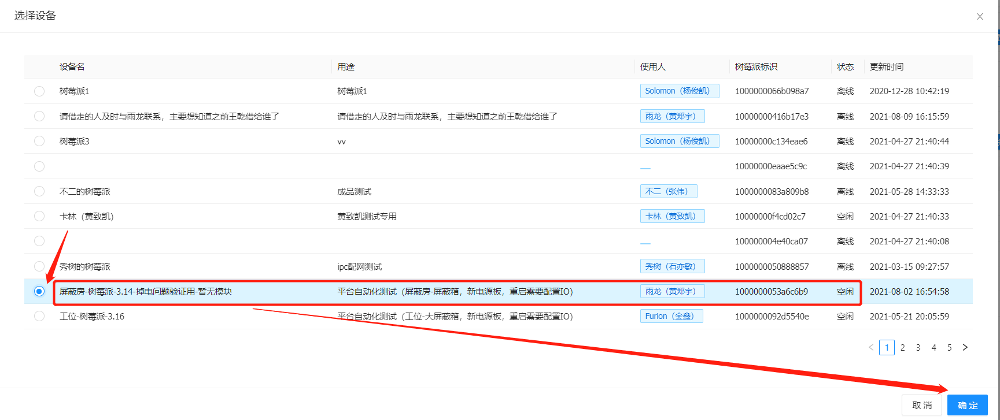 选择设备
设备名 用途 使用人 树莓派标识 状态 更新时间
树莓派1 树莓派1 Solomon（杨俊凯） 1000000066b098a7 离线 2020-12-28 10:42:19
请借走的人及时与雨龙联系，主要想知道之前王乾借给谁了 请借走的人及时与雨龙联系，主要想知道之前王乾借给谁了 雨龙（黄郑宇） 10000000416b17e3 离线 2021-08-09 16:15:59
树莓派3 vv Solomon（杨俊凯） 10000000c134eae6 离线 2021-04-27 21:40:44
10000000eaae5c9c 离线 2021-04-27 21:40:39
不二的树莓派 成品测试 不二（张伟） 1000000083a809b8 离线 2021-05-28 14:33:33
卡林（黄致凯） 黄致凯测试专用 卡林（黄致凯） 10000000f4cd02c7 空闲 2021-04-27 21:40:33
100000004e40ca07 离线 2021-04-27 21:40:08
秀树的树莓派 ipc配网测试 秀树（石亦敏） 1000000050888857 离线 2021-03-15 09:27:57
屏蔽房-树莓派-3.14-掉电问题验证用-暂无模块 平台自动化测试（屏蔽房-屏蔽箱，新电源板，重启需要配置IO） 雨龙（黄郑宇） 1000000053a6c6b9 空闲 2021-08-02 16:54:58
工位-树莓派-3.16 平台自动化测试（工位-大屏蔽箱，新电源板，重启需要配置IO） Furion（金鑫） 1000000092d5540e 空闲 2021-05-21 20:05:59
1 2 3 4 5
取 消 确 定